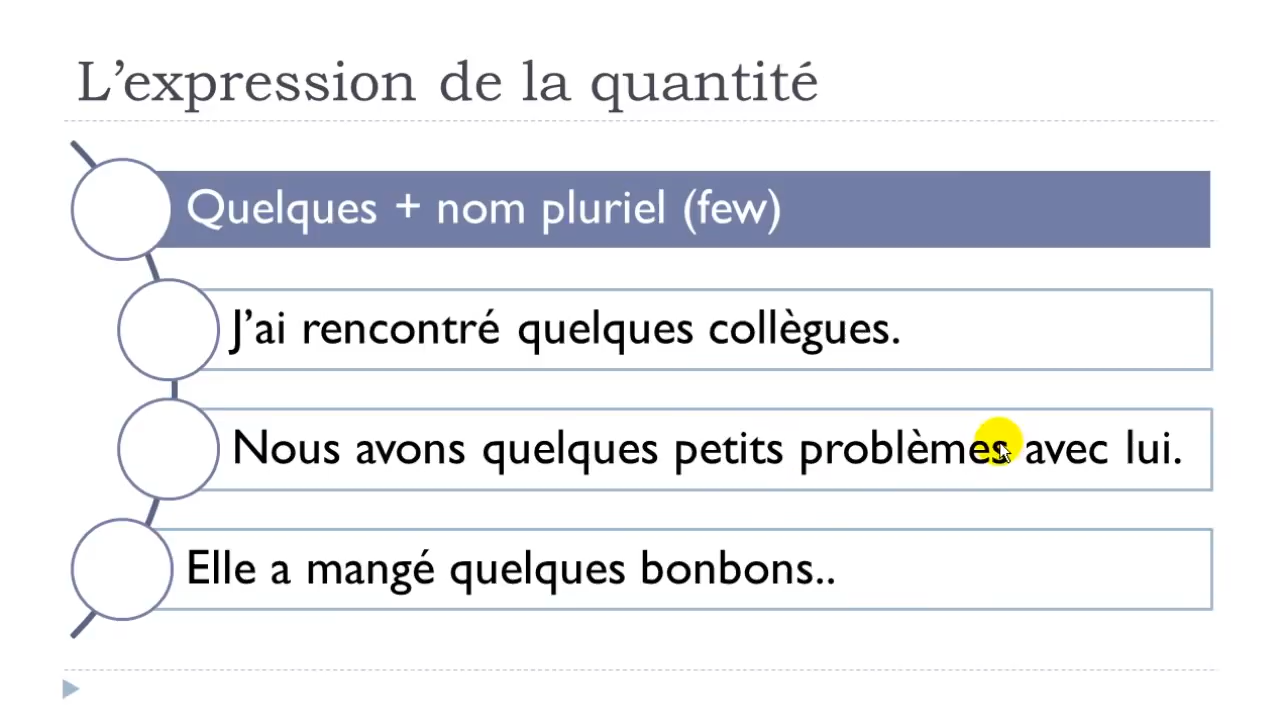 L’expression de la quantité
Quelques + nom pluriel (few)
J’ai rencontré quelques collègues.
Nous avons quelques petits problèmes avec lui.
Elle a mangé quelques bonbons..